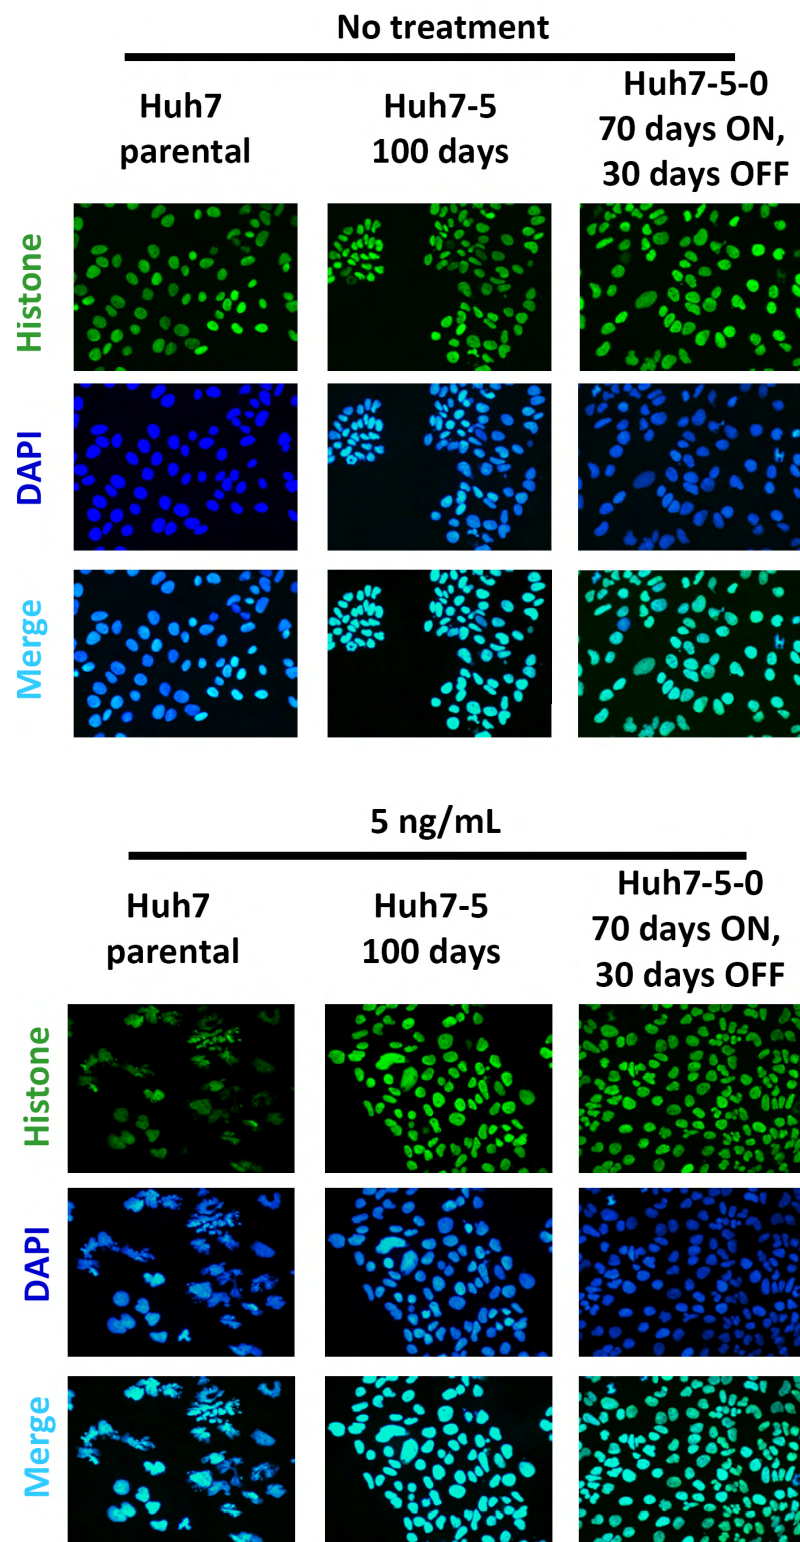 No treatment
Huh7
parental
Huh7-5
100 days
Huh7-5-0
70 days ON,
30 days OFF
Histone
DAPI
Merge
5 ng/mL
Huh7
parental
Huh7-5
100 days
Huh7-5-0
70 days ON,
30 days OFF
Histone
DAPI
Merge